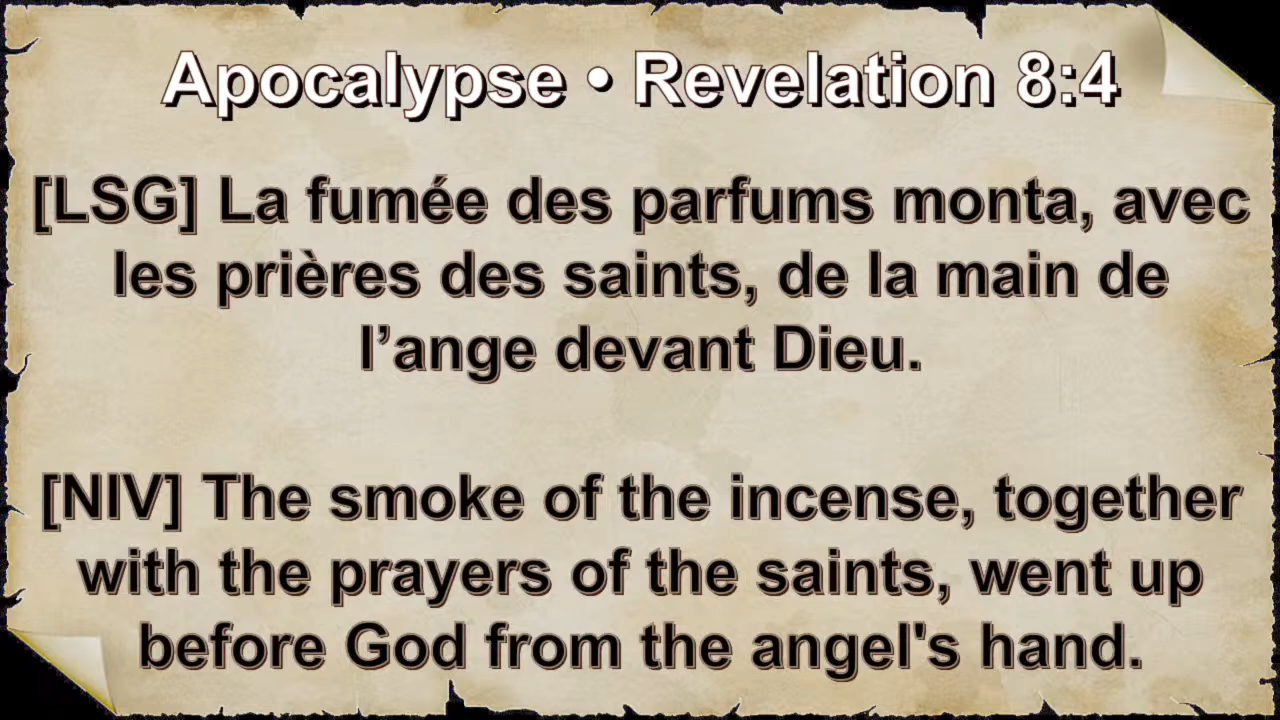 Apocalypse • Revelation 8:4
[LSG] La fumée des parfums monta, avec
les prières des saints, de la main de
l’ange devant Dieu.
[NIV] The smoke of the incense, together
with the prayers of the saints, went up
before God from the angel's hand.